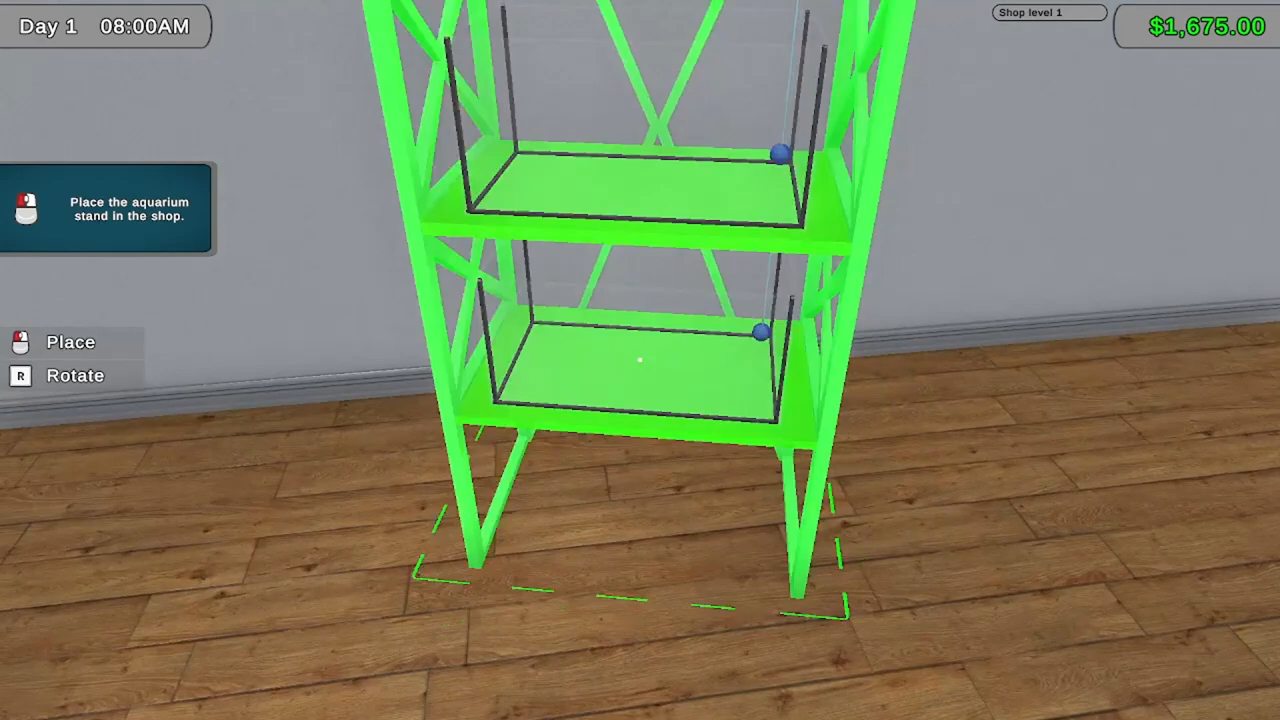 Day 1 08:00AM
Shop level 1
$1,675.00
Place the aquarium
stand in the shop.
Place
R Rotate